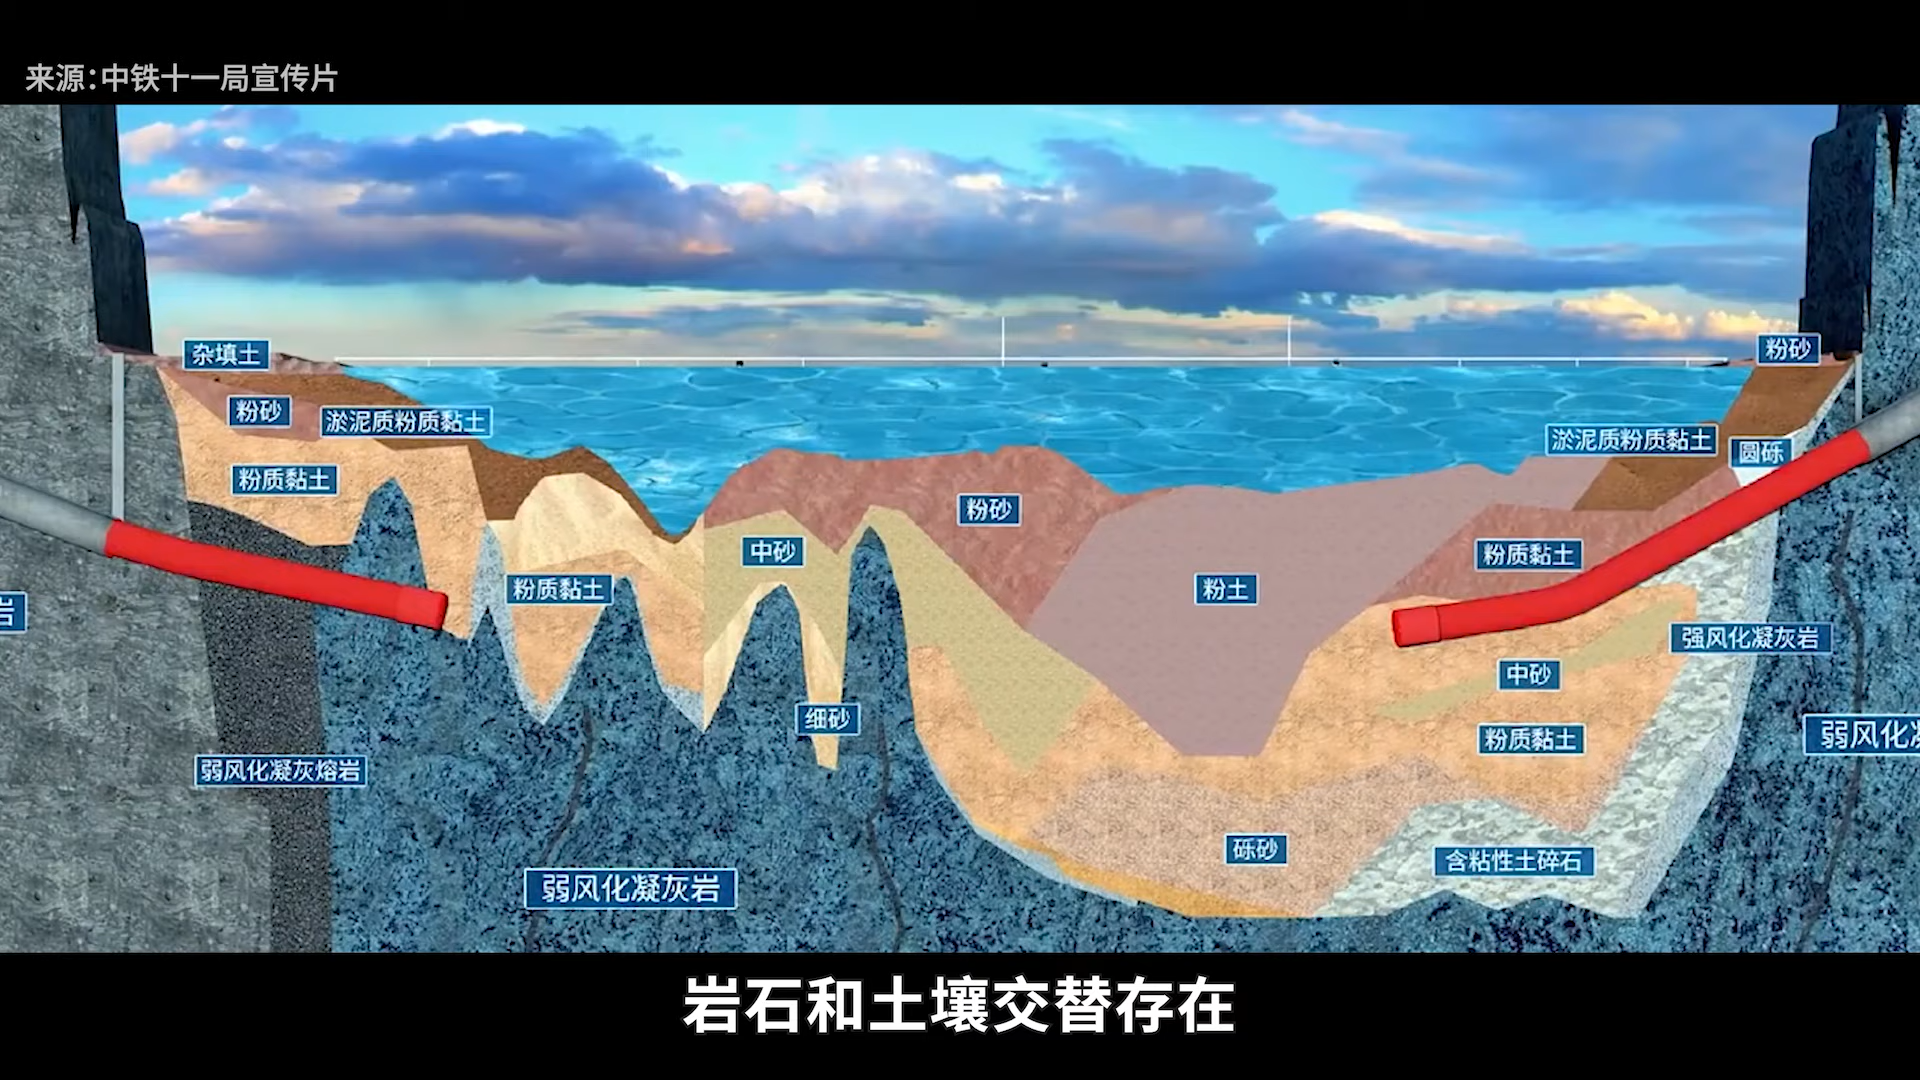 来源:中铁十一局宣传片
杂填土
粉砂
粉砂
淤泥质粉质黏土
淤泥质粉质黏土
圆砾
粉质黏土
粉砂
中砂
粉质黏土
粉质黏土
粉土
岩
强风化凝灰岩
中砂
细砂
粉质黏土
弱风化凝
弱风化凝灰熔岩
砾砂
含粘性土碎石
弱风化凝灰岩
岩石和土壤交替存在